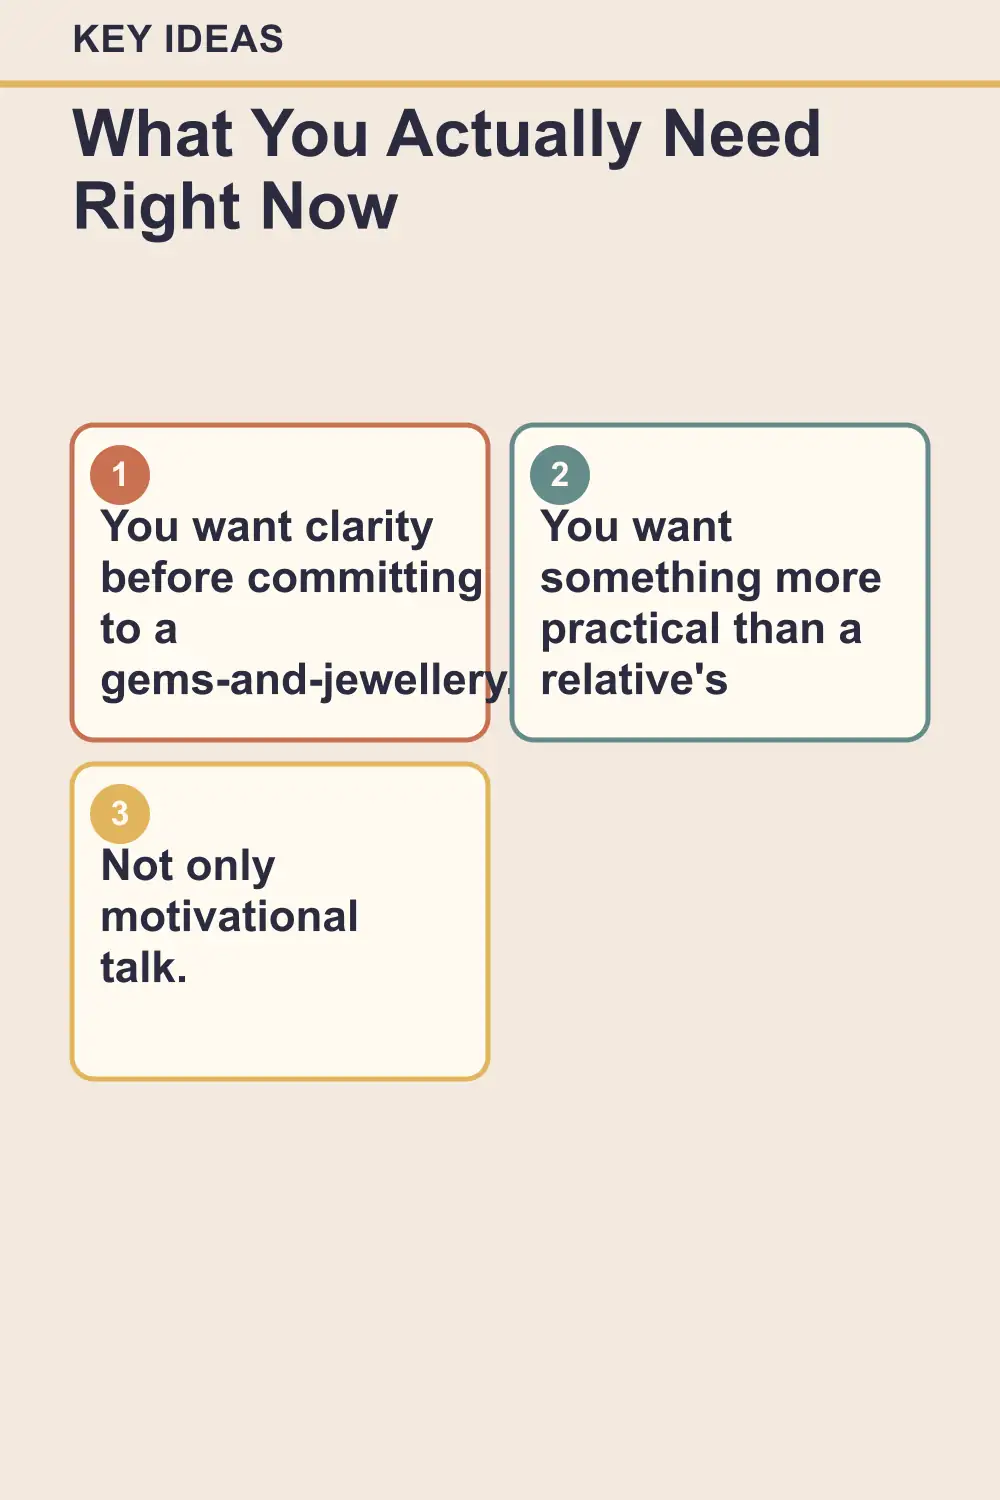 KEY IDEAS
What You Actually Need
Right Now
1
You want clarity
before committing
to a
gems-and-jewellery.
2
You want
something more
practical than a
relative's
3
Not only
motivational
talk.